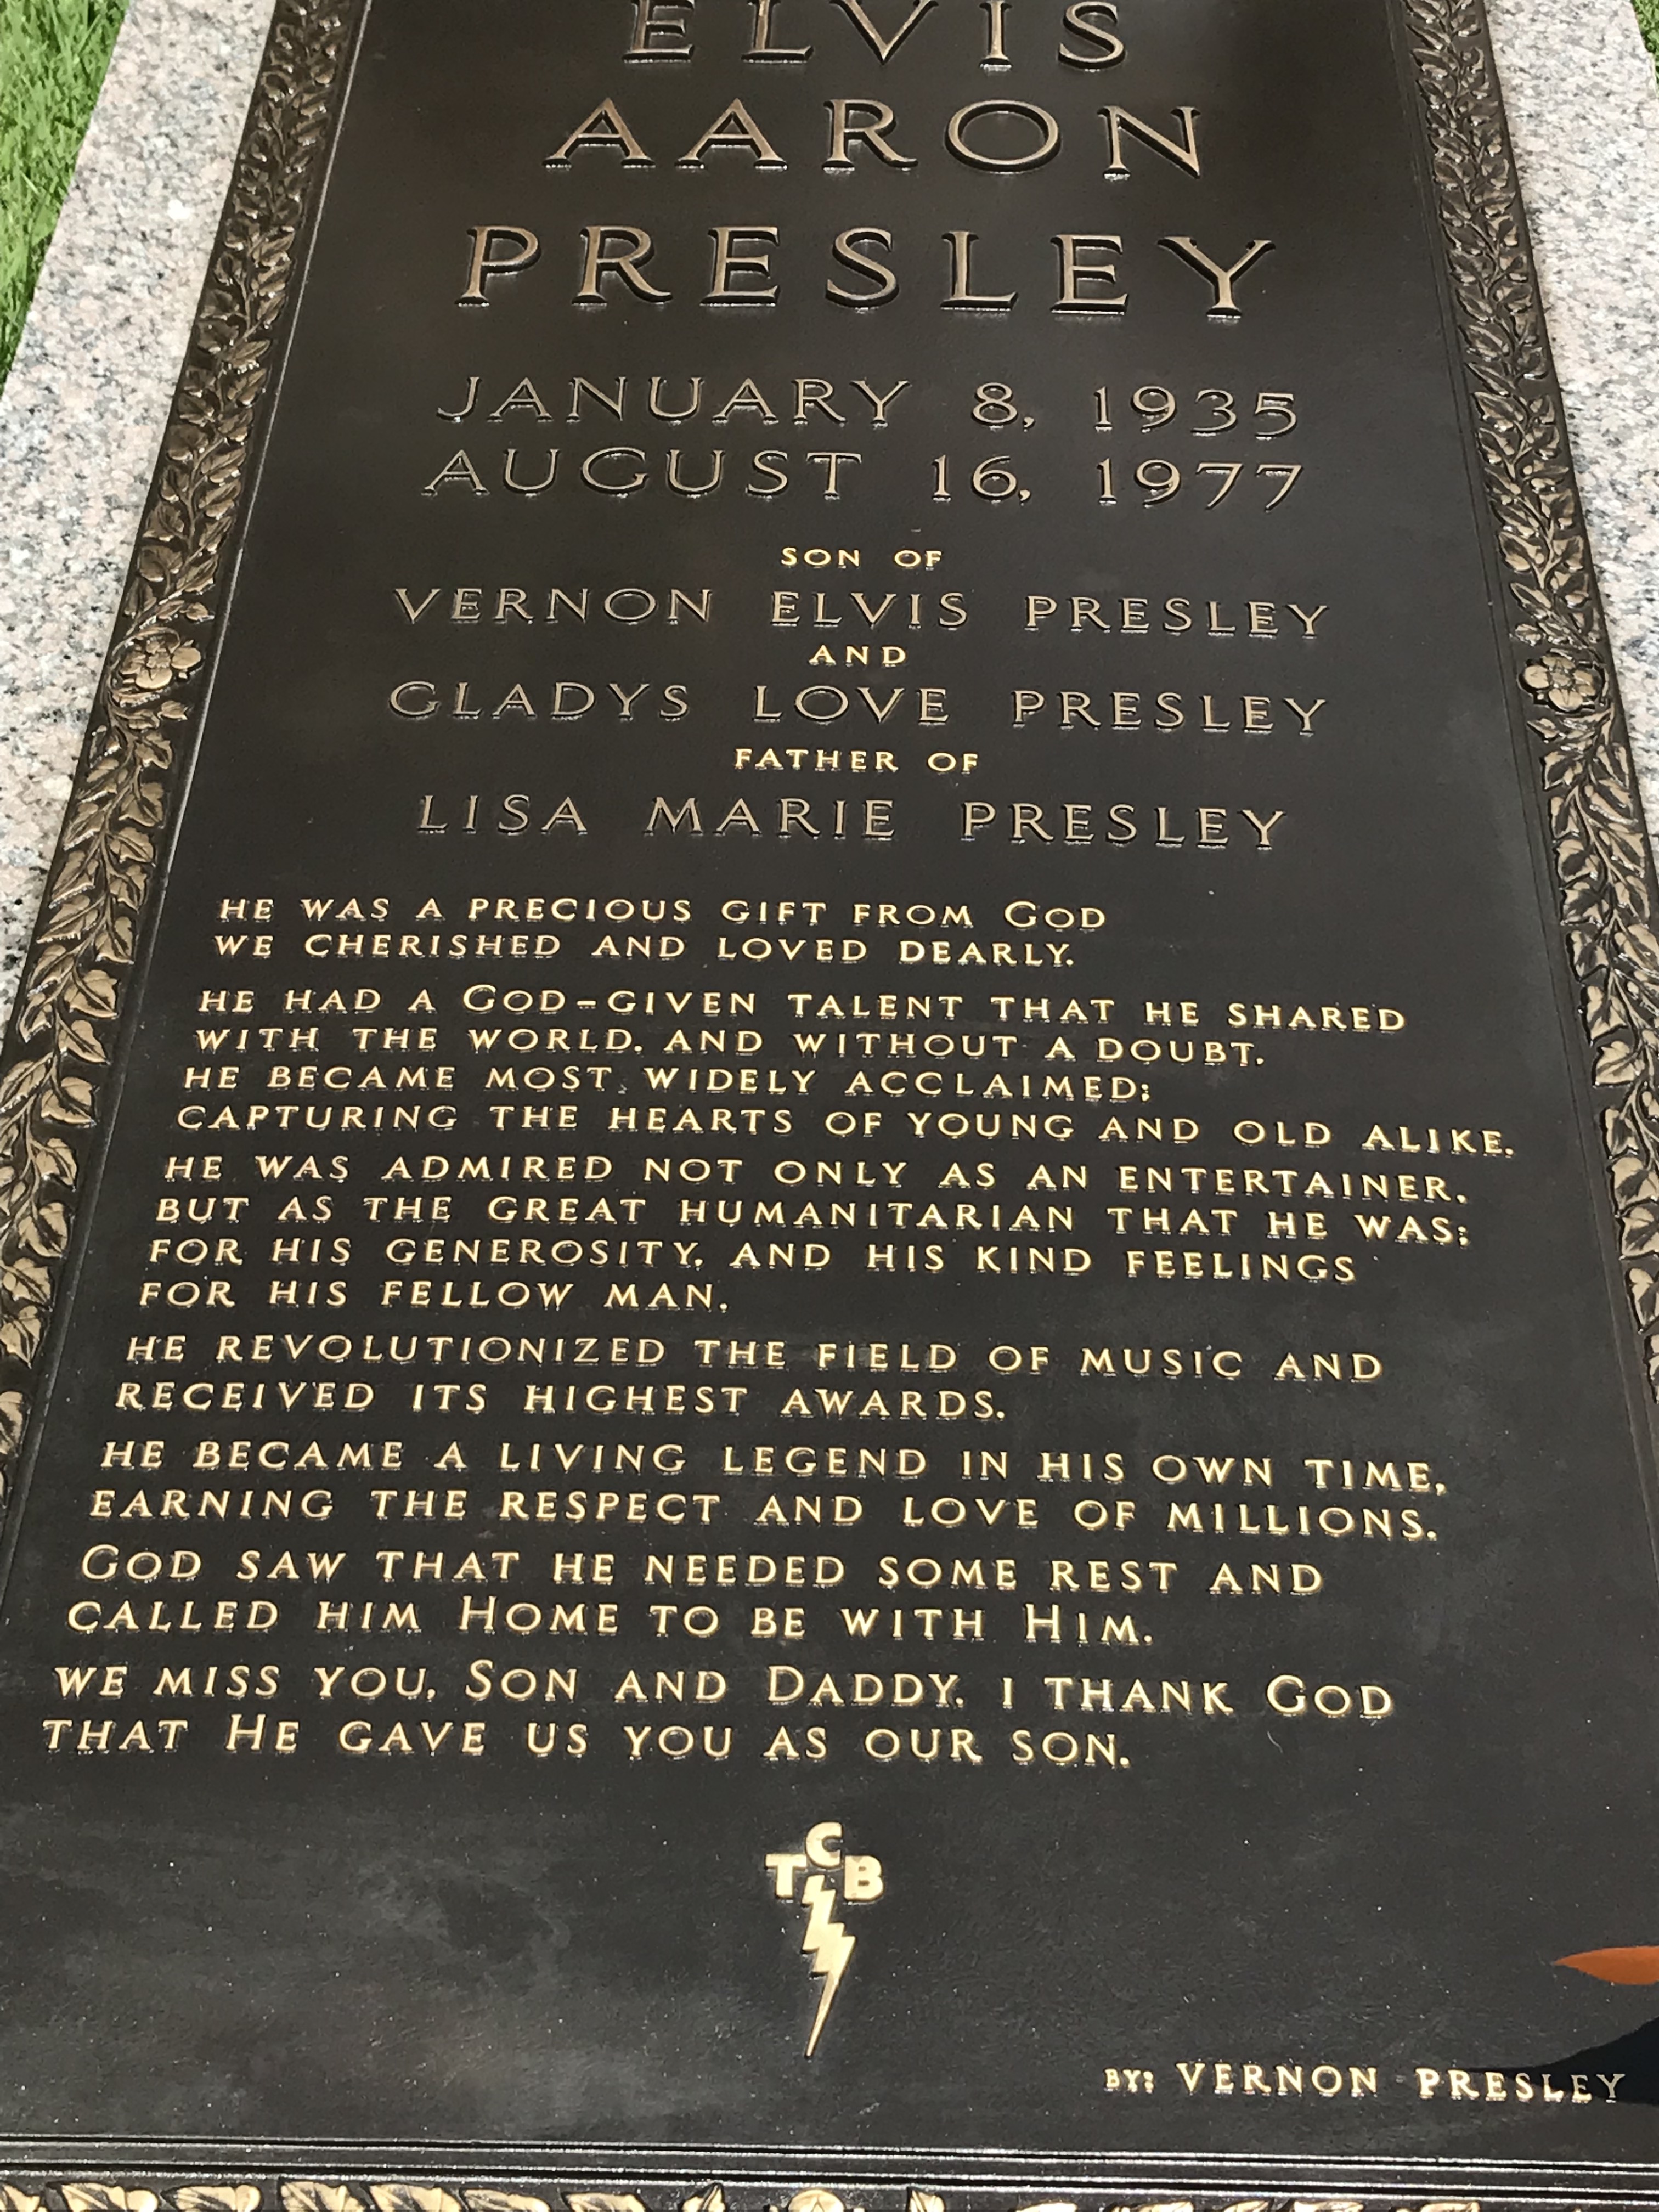 ELVIS
AARON
PRESLEY
JANUARY 8, 1935
AUGUST 16, 1977
SON OF
VERNON ELVIS PRESLEY
AND
GLADYS LOVE PRESLEY
FATHER OF
LISA MARIE PRESLEY
HE WAS A PRECIOUS GIFT FROM GOD
WE CHERISHED AND LOVED DEARLY.
HE HAD A GOD-GIVEN TALENT THAT HE SHARED
WITH THE WORLD. AND WITHOUT A DOUBT.
HE BECAME MOST WIDELY ACCLAIMED;
CAPTURING THE HEARTS OF YOUNG AND OLD ALIKE.
HE WAS ADMIRED NOT ONLY AS AN ENTERTAINER,
BUT AS THE GREAT HUMANITARIAN THAT HE WAS;
FOR HIS GENEROSITY, AND HIS KIND FEELINGS
FOR HIS FELLOW MAN.
HE REVOLUTIONIZED THE FIELD OF MUSIC AND
RECEIVED ITS HIGHEST AWARDS.
HE BECAME A LIVING LEGEND IN HIS OWN TIME,
EARNING THE RESPECT AND LOVE OF MILLIONS.
GOD SAW THAT HE NEEDED SOME REST AND
CALLED HIM HOME TO BE WITH HIM.
WE MISS YOU, SON AND DADDY. I THANK GOD
THAT HE GAVE US YOU AS OUR SON.
TCB
BY: VERNON PRESLEY